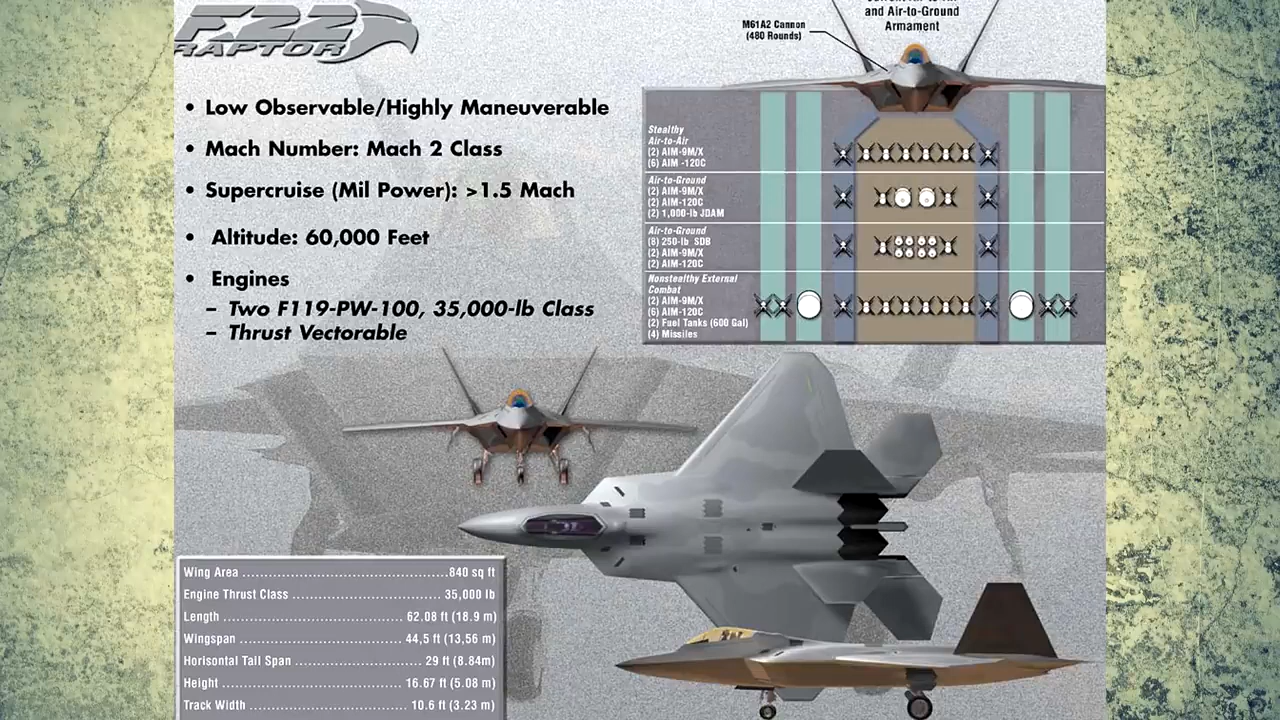 F22
RAPTOR
• Low Observable/Highly Maneuverable
• Mach Number: Mach 2 Class
• Supercruise (Mil Power): >1.5 Mach
• Altitude: 60,000 Feet
• Engines
– Two F119-PW-100, 35,000-lb Class
– Thrust Vectorable
and Air-to-Ground
Armament
M61A2 Cannon
(480 Rounds)
Stealthy
Air-to-Air
(2) AIM-9M/X
(6) AIM -120C
Air-to-Ground
(2) AIM-9M/X
(2) AIM-120C
(2) 1,000-lb JDAM
Air-to-Ground
(8) 250-lb SDB
(2) AIM-9M/X
(2) AIM-120C
Nonstealthy External
Combat
(2) AIM-9M/X
(6) AIM-120C
(2) Fuel Tanks (600 Gal)
(4) Missiles
Wing Area ........ 840 sq ft
Engine Thrust Class ........ 35,000 lb
Length ........ 62.08 ft (18.9 m)
Wingspan ........ 44,5 ft (13,56 m)
Horisontal Tail Span ........ 29 ft (8.84m)
Height ........ 16.67 ft (5.08 m)
Track Width ........ 10.6 ft (3.23 m)